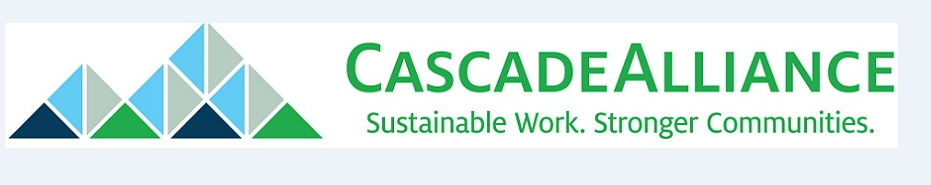 CASCADEALLIANCE
Sustainable Work. Stronger Communities.